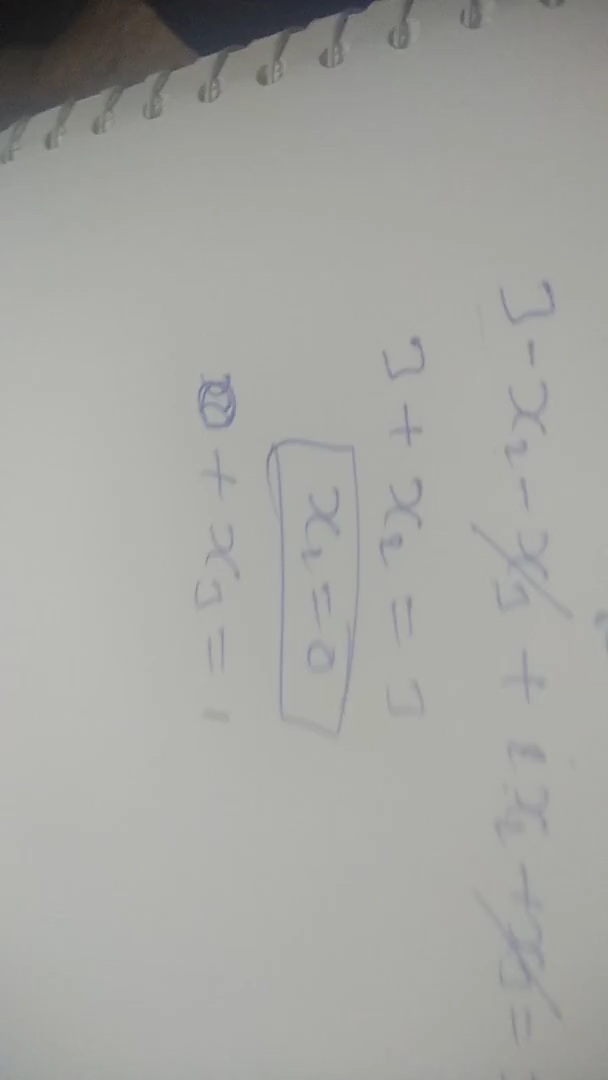 3 - x₂ - x₃ + 2x₂ + x₃ =
3 + x₂ = 3
x₂ = 0
+ x₃ = 1